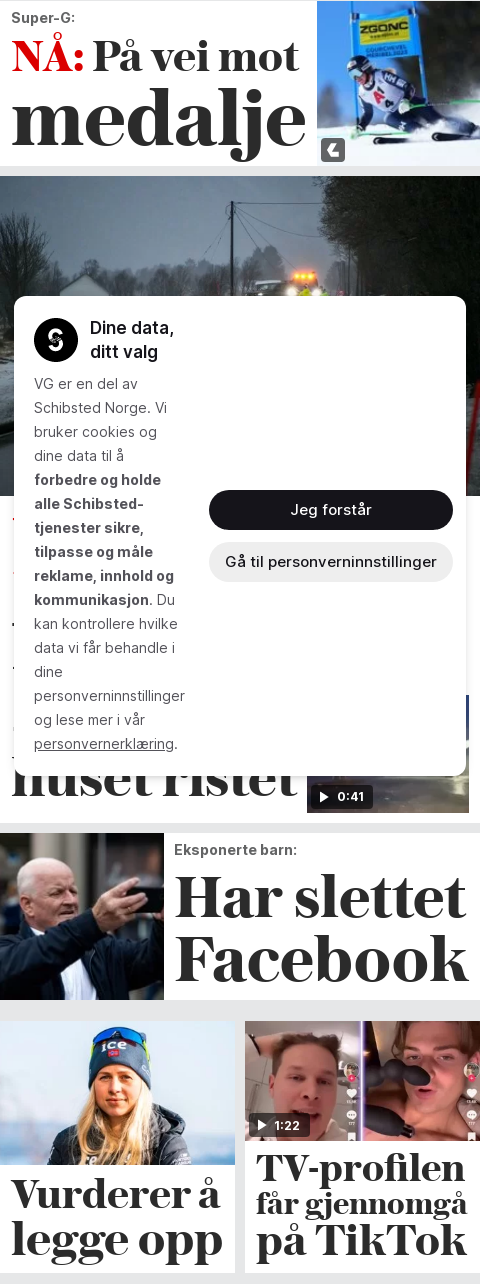 Super-G:
NÅ: På vei mot
medalje
ZGONC
COURCHEVEL
MERIBEL 2023
Dine data,
ditt valg
VG er en del av
Schibsted Norge. Vi
bruker cookies og
dine data til å
forbedre og holde
alle Schibsted-
tjenester sikre,
tilpasse og måle
reklame, innhold og
kommunikasjon. Du
kan kontrollere hvilke
data vi får behandle i
dine
personverninnstillinger
og lese mer i vår
personvernerklæring.
Jeg forstår
Gå til personverninnstillinger
huset ristet
0:41
Eksponerte barn:
Har slettet
Facebook
ice
1:22
Vurderer å
legge opp
TV-profilen
får gjennomgå
på TikTok